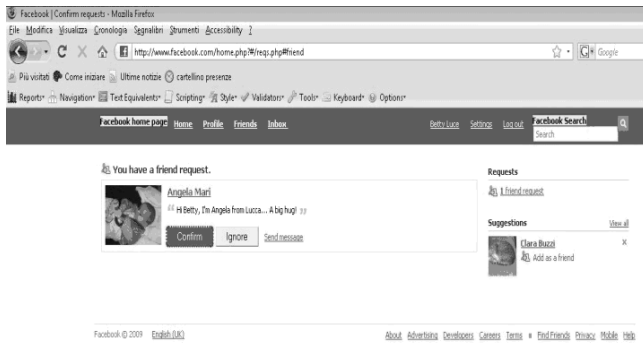 Facebook | Confirm requests - Mozilla Firefox
File Modifica Visualizza Cronologia Segnalibri Strumenti Accessibility ?
http://www.facebook.com/home.php?#/reqs.php#friend
Google
Più visitati Come iniziare Ultime notizie cartellino presenze
Reports Navigation Text Equivalents Scripting Style Validators Tools Keyboard Options
Facebook home page Home Profile Friends Inbox Betty Luce Settings Log out Facebook Search
Search
You have a friend request.
Requests
Angela Mari
1 friend request
Hi Betty, I'm Angela from Lucca... A big hug!
Confirm Ignore Send message
Suggestions View all
Clara Buzzi X
Add as a friend
Facebook © 2009 English (UK) About Advertising Developers Careers Terms Find Friends Privacy Mobile Help